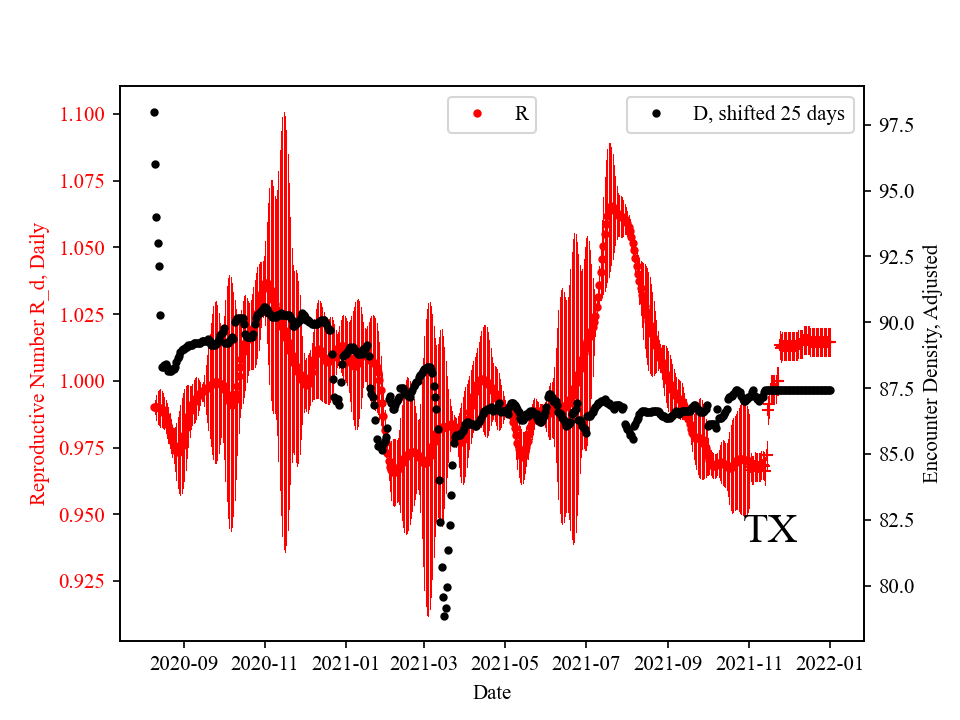 R
D, shifted 25 days
Reproductive Number R_d, Daily
1.100
1.075
1.050
1.025
1.000
0.975
0.950
0.925
97.5
95.0
92.5
90.0
87.5
85.0
82.5
80.0
Encounter Density, Adjusted
TX
2020-09 2020-11 2021-01 2021-03 2021-05 2021-07 2021-09 2021-11 2022-01
Date